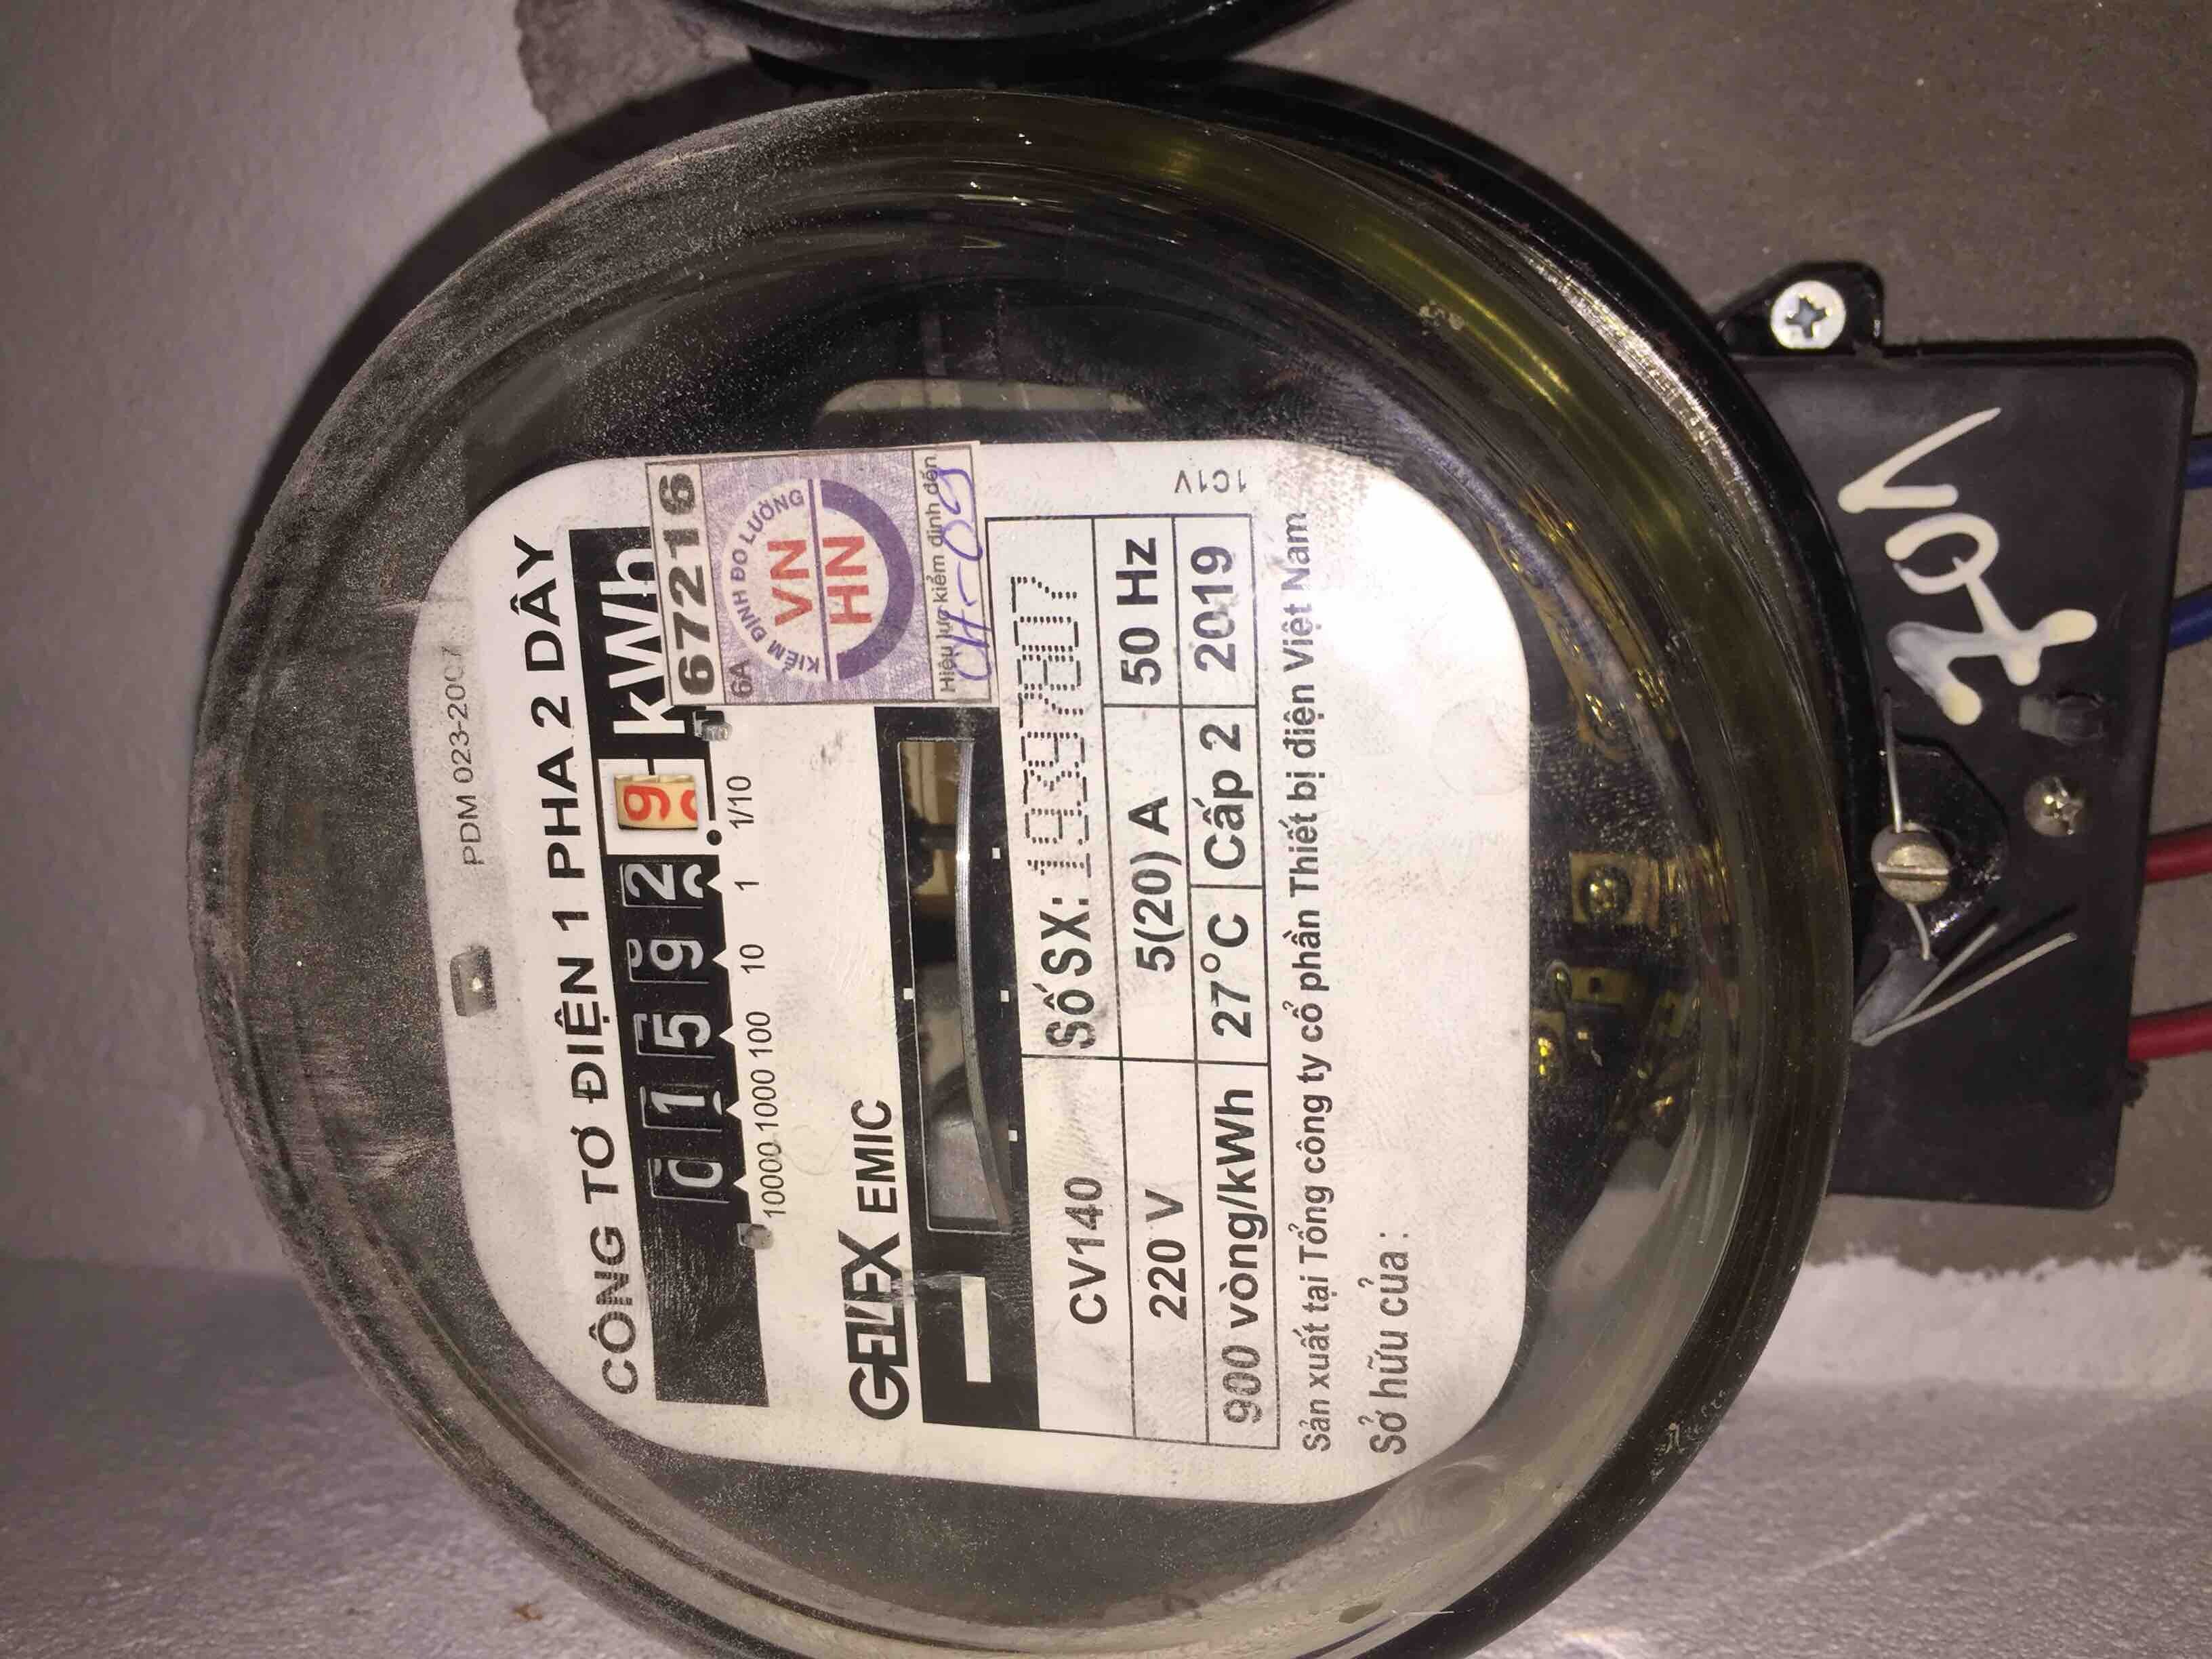 PDM 023-2007
CÔNG TƠ ĐIỆN 1 PHA 2 DÂY
01592 9 kWh
10000 1000 100 10 1 1/10
67216
6A
KIỂM ĐỊNH ĐO LƯỜNG
VN
HN
Hiệu lực kiểm định đến
GELEX EMIC
CV140 Số SX: 19397807
220 V 5(20) A 50 Hz
900 vòng/kWh 27°C Cấp 2 2019
1C1V
Sản xuất tại Tổng công ty cổ phần Thiết bị điện Việt Nam
Sở hữu của: